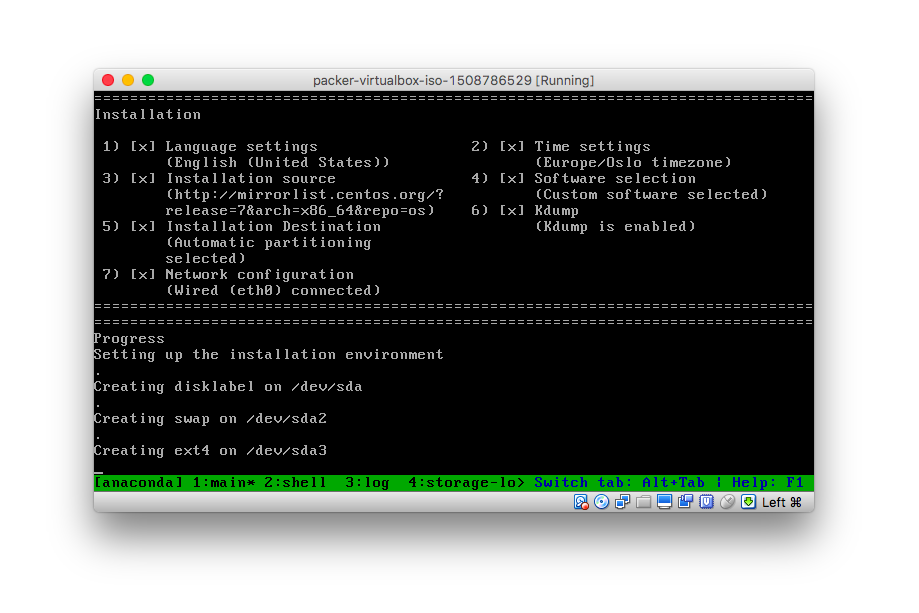 packer-virtualbox-iso-1508786529 [Running]
================================================================================
Installation
1) [x] Language settings 2) [x] Time settings
(English (United States)) (Europe/Oslo timezone)
3) [x] Installation source 4) [x] Software selection
(http://mirrorlist.centos.org/? (Custom software selected)
release=7&arch=x86_64&repo=os) 6) [x] Kdump
5) [x] Installation Destination (Kdump is enabled)
(Automatic partitioning
selected)
7) [x] Network configuration
(Wired (eth0) connected)
================================================================================
================================================================================
Progress
Setting up the installation environment
.
Creating disklabel on /dev/sda
.
Creating swap on /dev/sda2
.
Creating ext4 on /dev/sda3
_
[anaconda] 1:main* 2:shell  3:log  4:storage-lo> Switch tab: Alt+Tab | Help: F1
Left ⌘